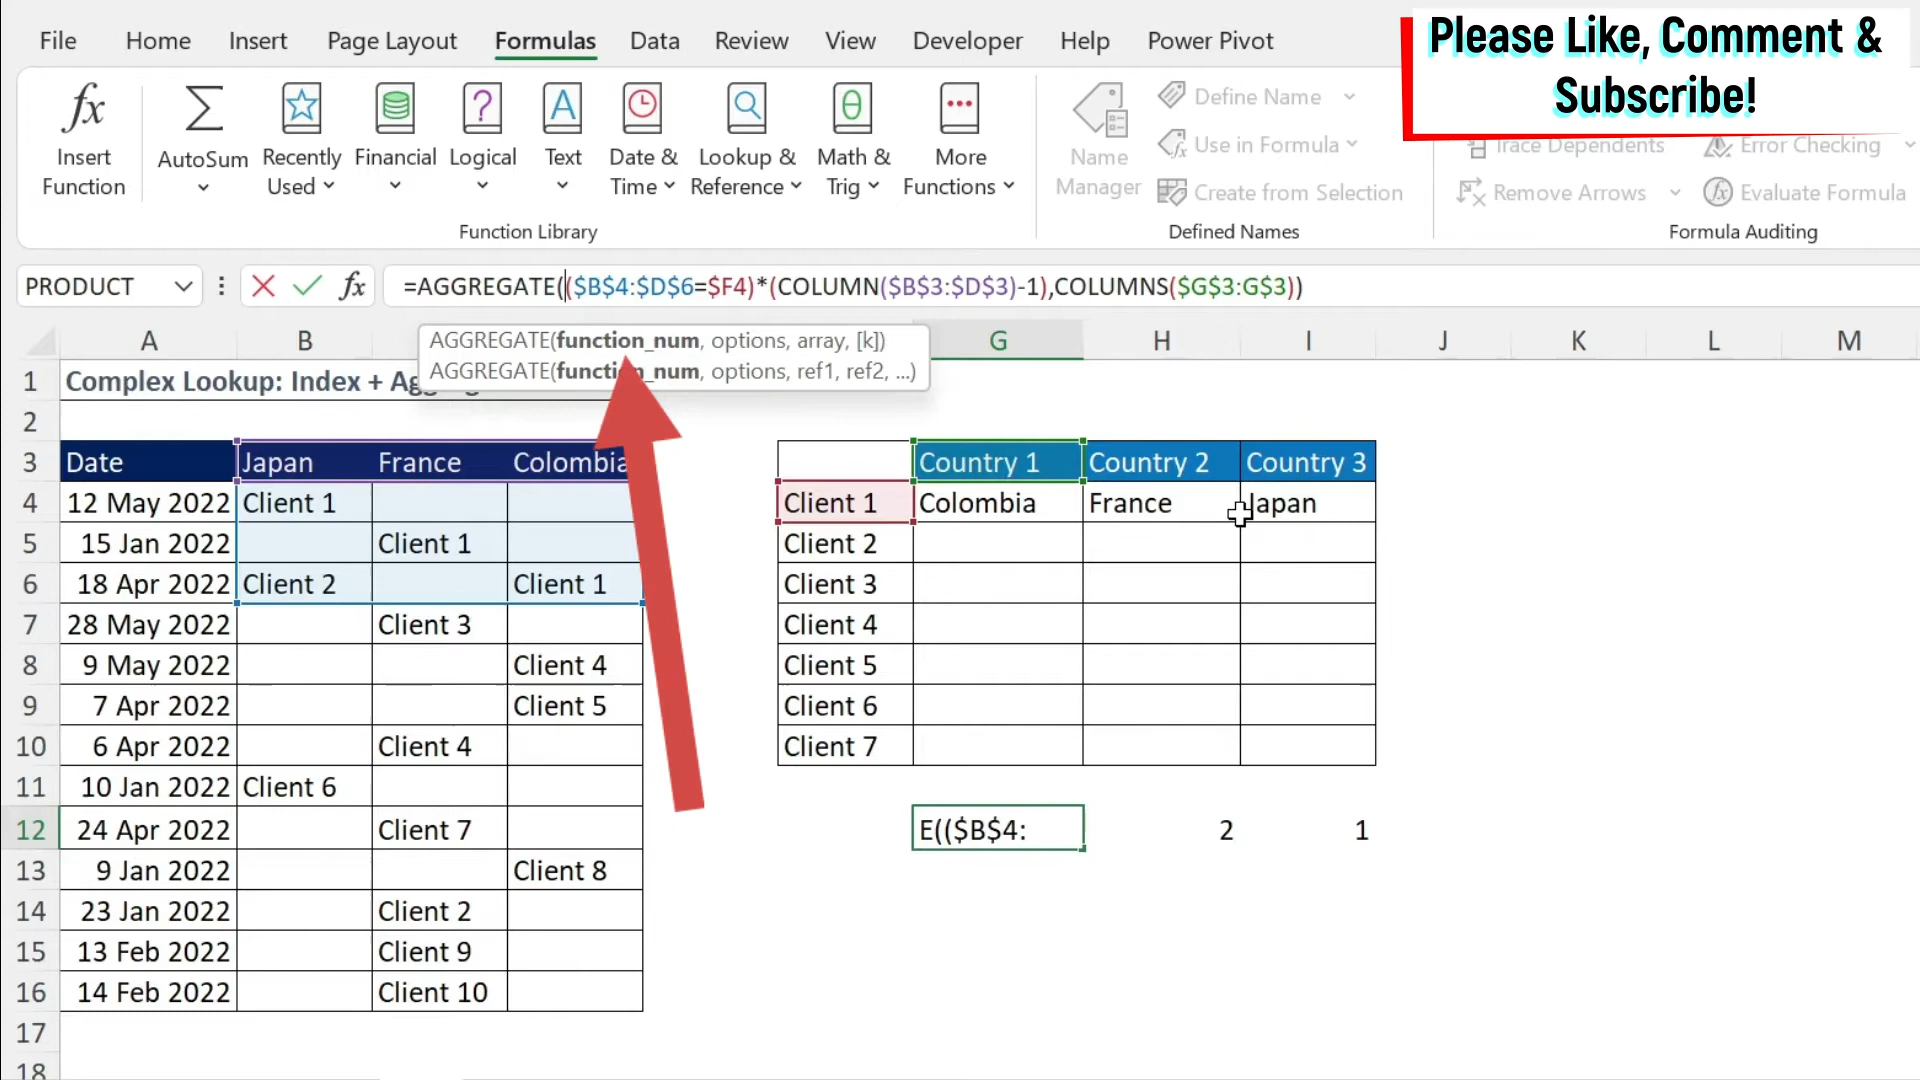 File Home Insert Page Layout Formulas Data Review View Developer Help Power Pivot
Please Like, Comment &
Subscribe!
Insert
Function
AutoSum
Recently
Used
Financial
Logical
Text
Date &
Time
Lookup &
Reference
Math &
Trig
More
Functions
Function Library
Name
Manager
Define Name
Use in Formula
Create from Selection
Defined Names
Trace Dependents
Remove Arrows
Error Checking
Evaluate Formula
Formula Auditing
PRODUCT fx =AGGREGATE(($B$4:$D$6=$F4)*(COLUMN($B$3:$D$3)-1),COLUMNS($G$3:G$3))
AGGREGATE(function_num, options, array, [k])
AGGREGATE(function_num, options, ref1, ref2, ...)
A B G H I J K L M
1 Complex Lookup: Index +
2
3 Date Japan France Colombia Country 1 Country 2 Country 3
4 12 May 2022 Client 1 Client 1 Colombia France Japan
5 15 Jan 2022 Client 1 Client 2
6 18 Apr 2022 Client 2 Client 1 Client 3
7 28 May 2022 Client 3 Client 4
8 9 May 2022 Client 4 Client 5
9 7 Apr 2022 Client 5 Client 6
10 6 Apr 2022 Client 4 Client 7
11 10 Jan 2022 Client 6
12 24 Apr 2022 Client 7 E(($B$4: 2 1
13 9 Jan 2022 Client 8
14 23 Jan 2022 Client 2
15 13 Feb 2022 Client 9
16 14 Feb 2022 Client 10
17
18